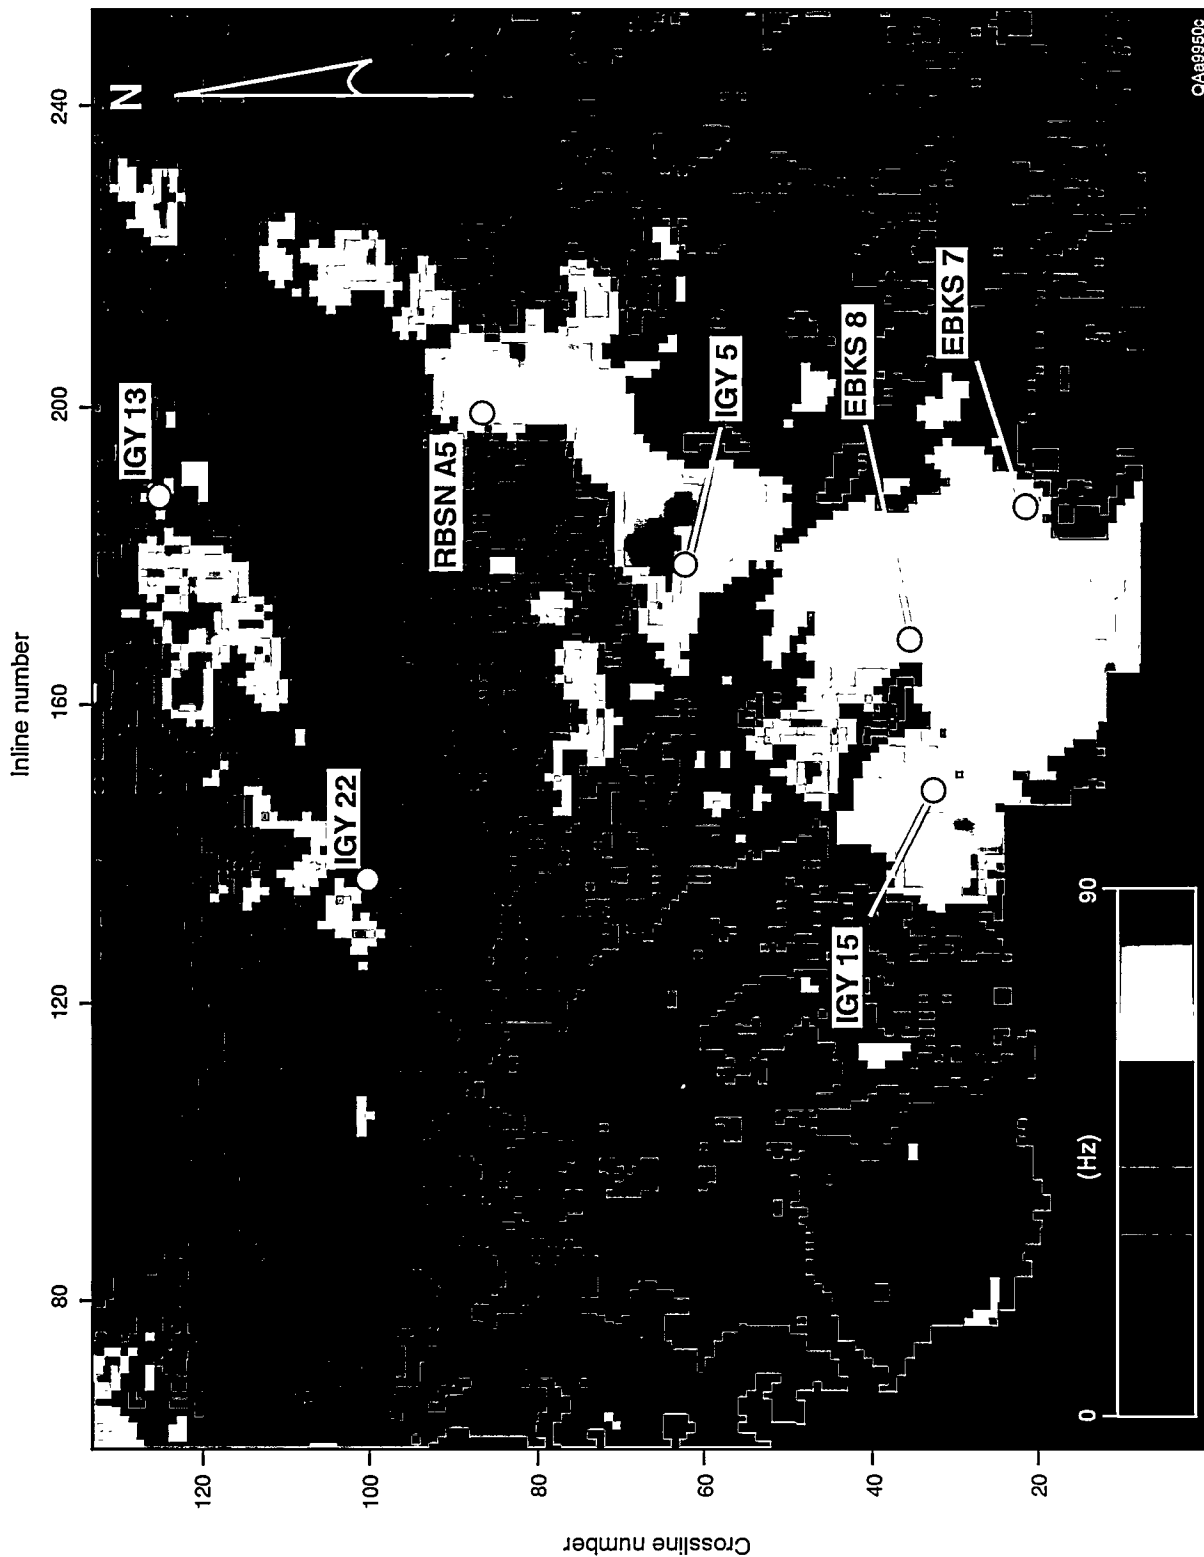 Inline number
80
120
160
200
240
N
IGY 13
IGY 22
RBSN A5
IGY 5
EBKS 8
EBKS 7
IGY 15
120
100
80
60
40
20
Crossline number
0
(Hz)
90
QAa9950c